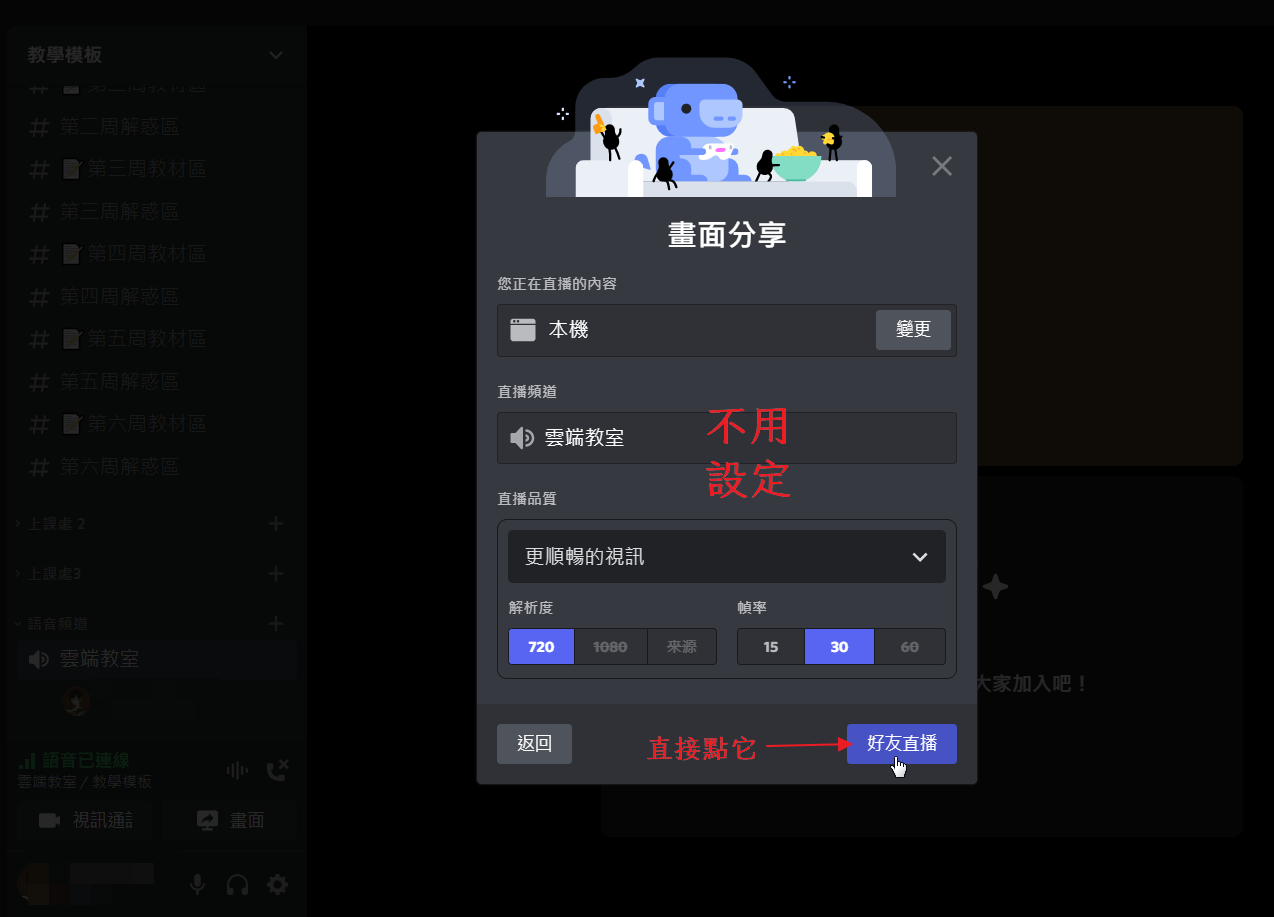 教學模板
第二周教材區
第二周解惑區
第三周教材區
第三周解惑區
第四周教材區
第四周解惑區
第五周教材區
第五周解惑區
第六周教材區
第六周解惑區
上課處 2
上課處3
語音頻道
雲端教室
語音已連線
雲端教室 / 教學模板
視訊通話
畫面
畫面分享
您正在直播的內容
本機
變更
直播頻道
雲端教室
不用
設定
直播品質
更順暢的視訊
解析度
幀率
720 1080 來源
15 30 60
返回
直接點它
好友直播
大家加入吧！